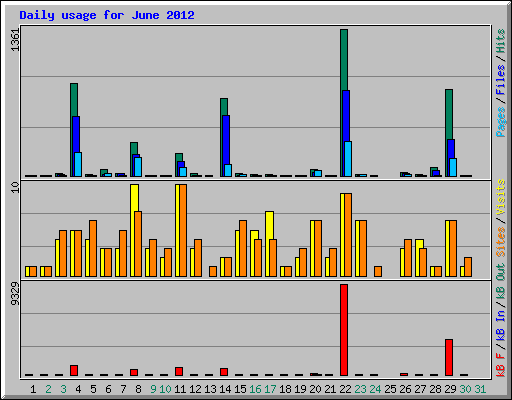 Daily usage for June 2012
1361
Pages / Files / Hits
10
Sites / Visits
9329
kB F / kB In / kB Out
1 2 3 4 5 6 7 8 9 10 11 12 13 14 15 16 17 18 19 20 21 22 23 24 25 26 27 28 29 30 31